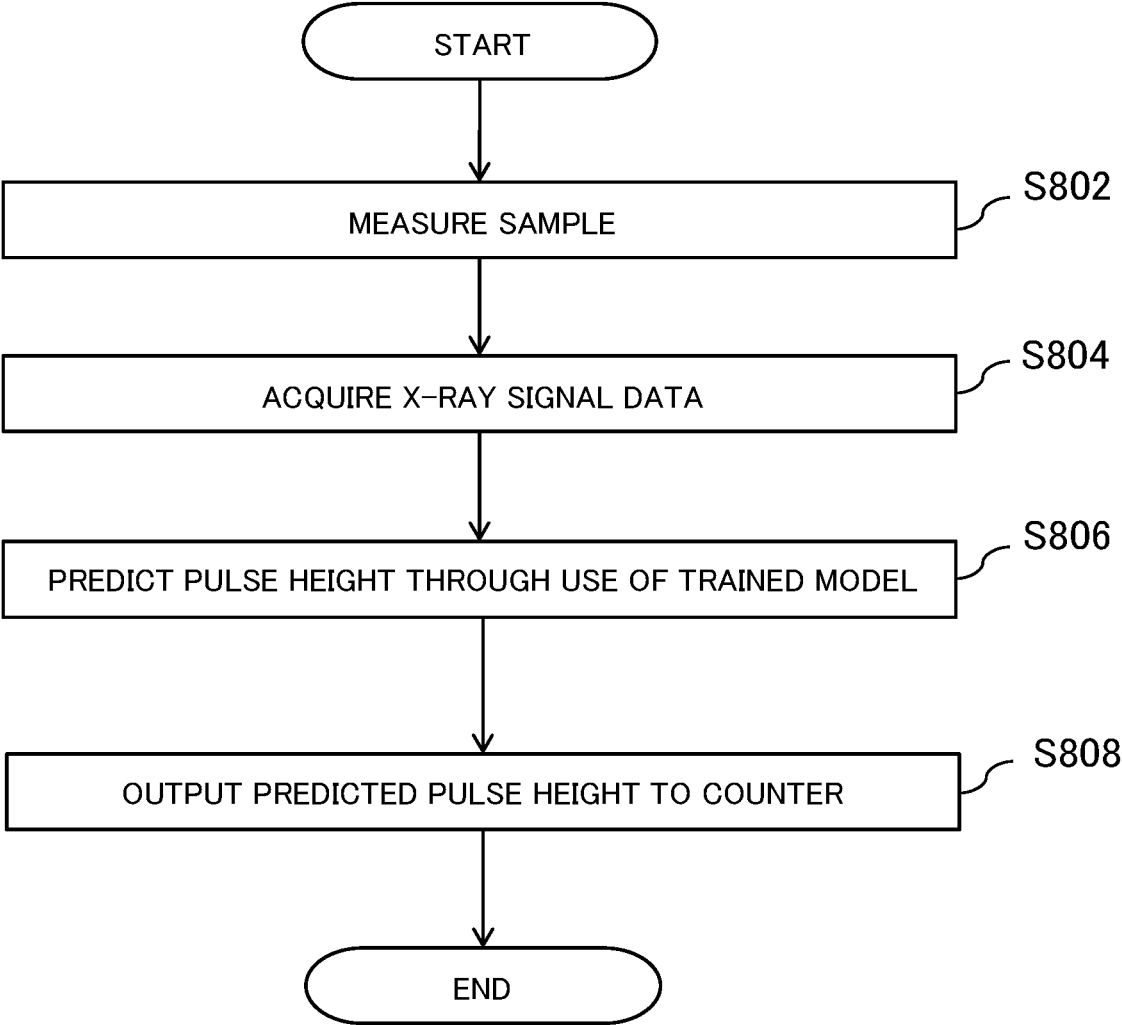 START
S802
MEASURE SAMPLE
S804
ACQUIRE X-RAY SIGNAL DATA
S806
PREDICT PULSE HEIGHT THROUGH USE OF TRAINED MODEL
S808
OUTPUT PREDICTED PULSE HEIGHT TO COUNTER
END